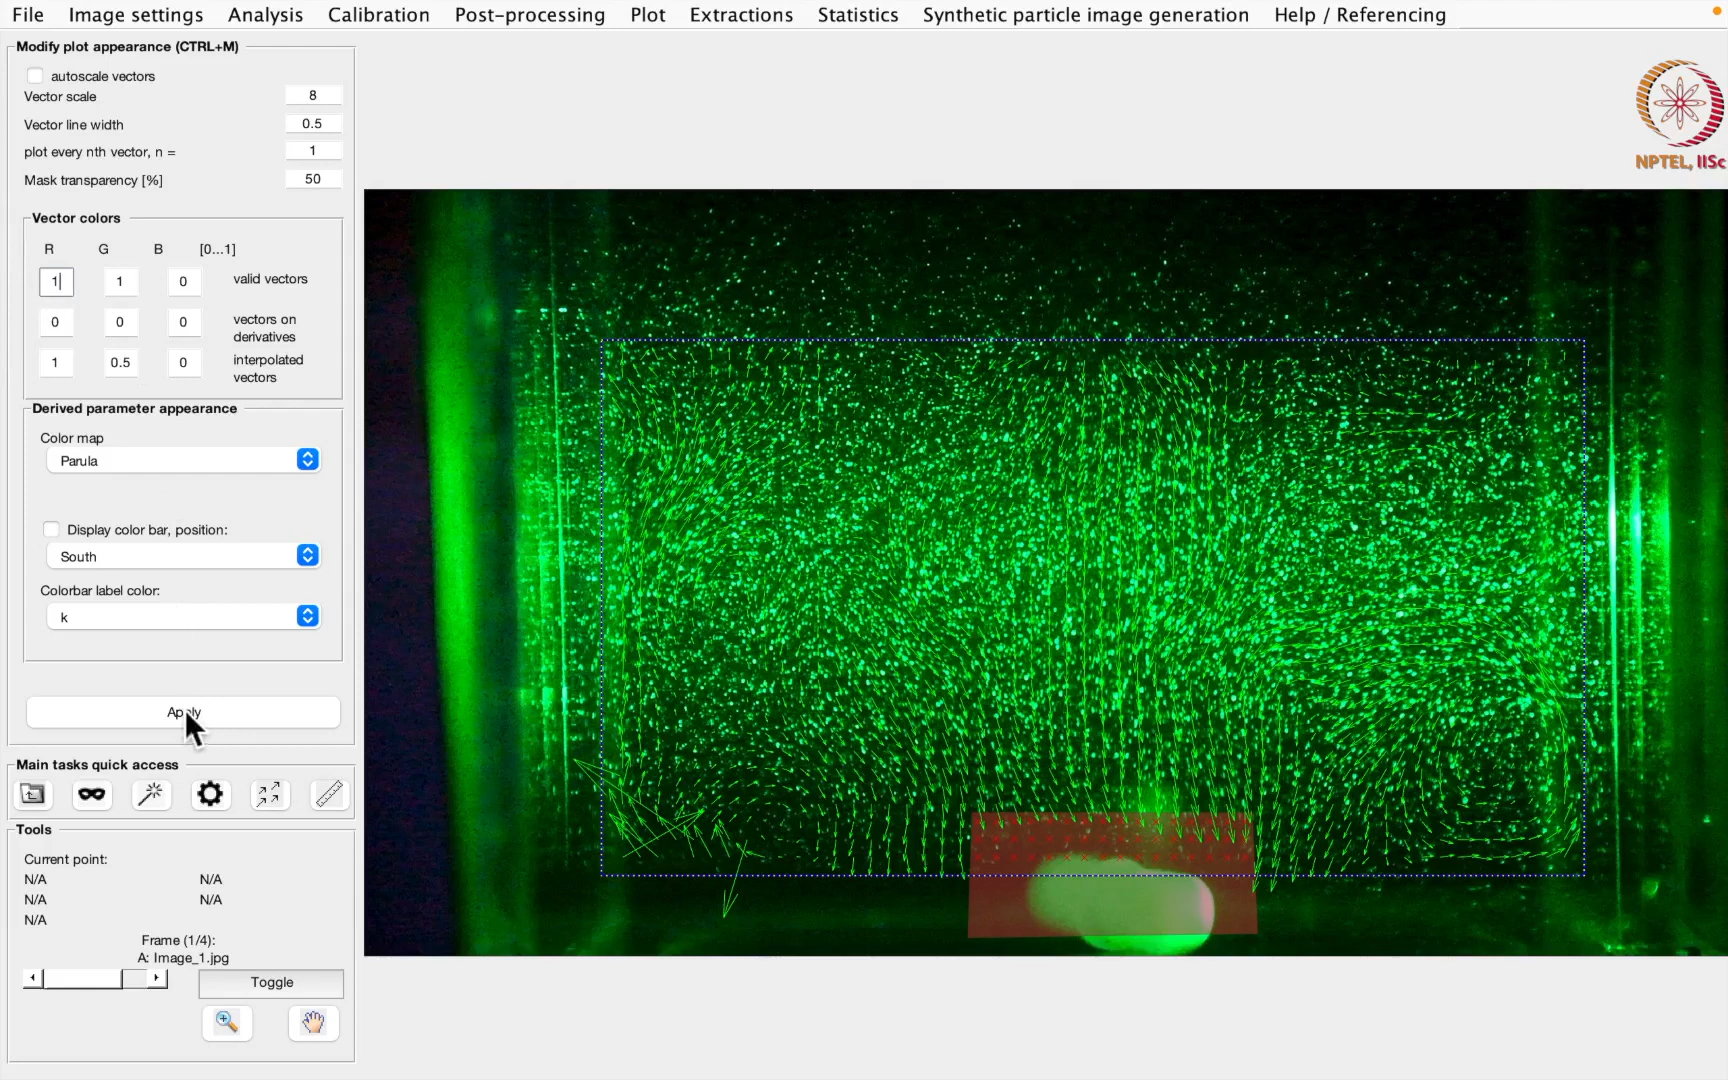 File Image settings Analysis Calibration Post-processing Plot Extractions Statistics Synthetic particle image generation Help / Referencing
Modify plot appearance (CTRL+M)
autoscale vectors
Vector scale 8
Vector line width 0.5
plot every nth vector, n = 1
Mask transparency [%] 50
Vector colors
R G B [0...1]
1 1 0 valid vectors
0 0 0 vectors on
derivatives
1 0.5 0 interpolated
vectors
Derived parameter appearance
Color map
Parula
Display color bar, position:
South
Colorbar label color:
k
Apply
Main tasks quick access
Tools
Current point:
N/A N/A
N/A N/A
N/A
Frame (1/4):
A: Image_1.jpg
Toggle
NPTEL, IISc